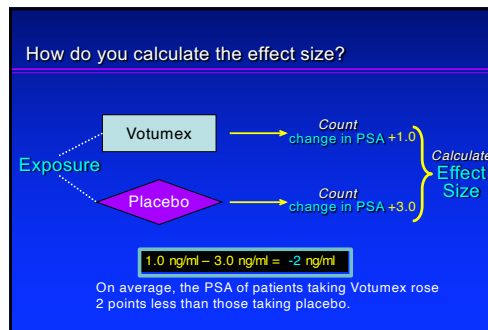 How do you calculate the effect size?
Votumex
Count
change in PSA +1.0
Exposure
Calculate
Effect
Size
Placebo
Count
change in PSA +3.0
1.0 ng/ml – 3.0 ng/ml = -2 ng/ml
On average, the PSA of patients taking Votumex rose
2 points less than those taking placebo.